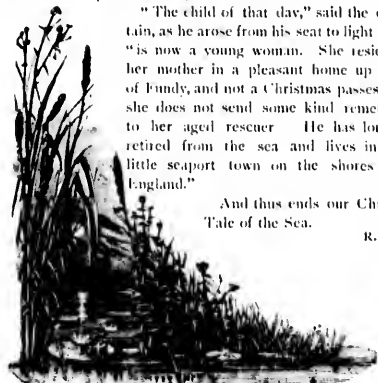 " The child of that day," said the c
tain, as he arose from his seat to light
" is now a young woman. She resid
her mother in a pleasant home up
of Fundy, and not a Christmas passes
she does not send some kind reme
to her aged rescuer He has lon
retired from the sea and lives in
little seaport town on the shores
England."
And thus ends our Ch
Tale of the Sea.
R.